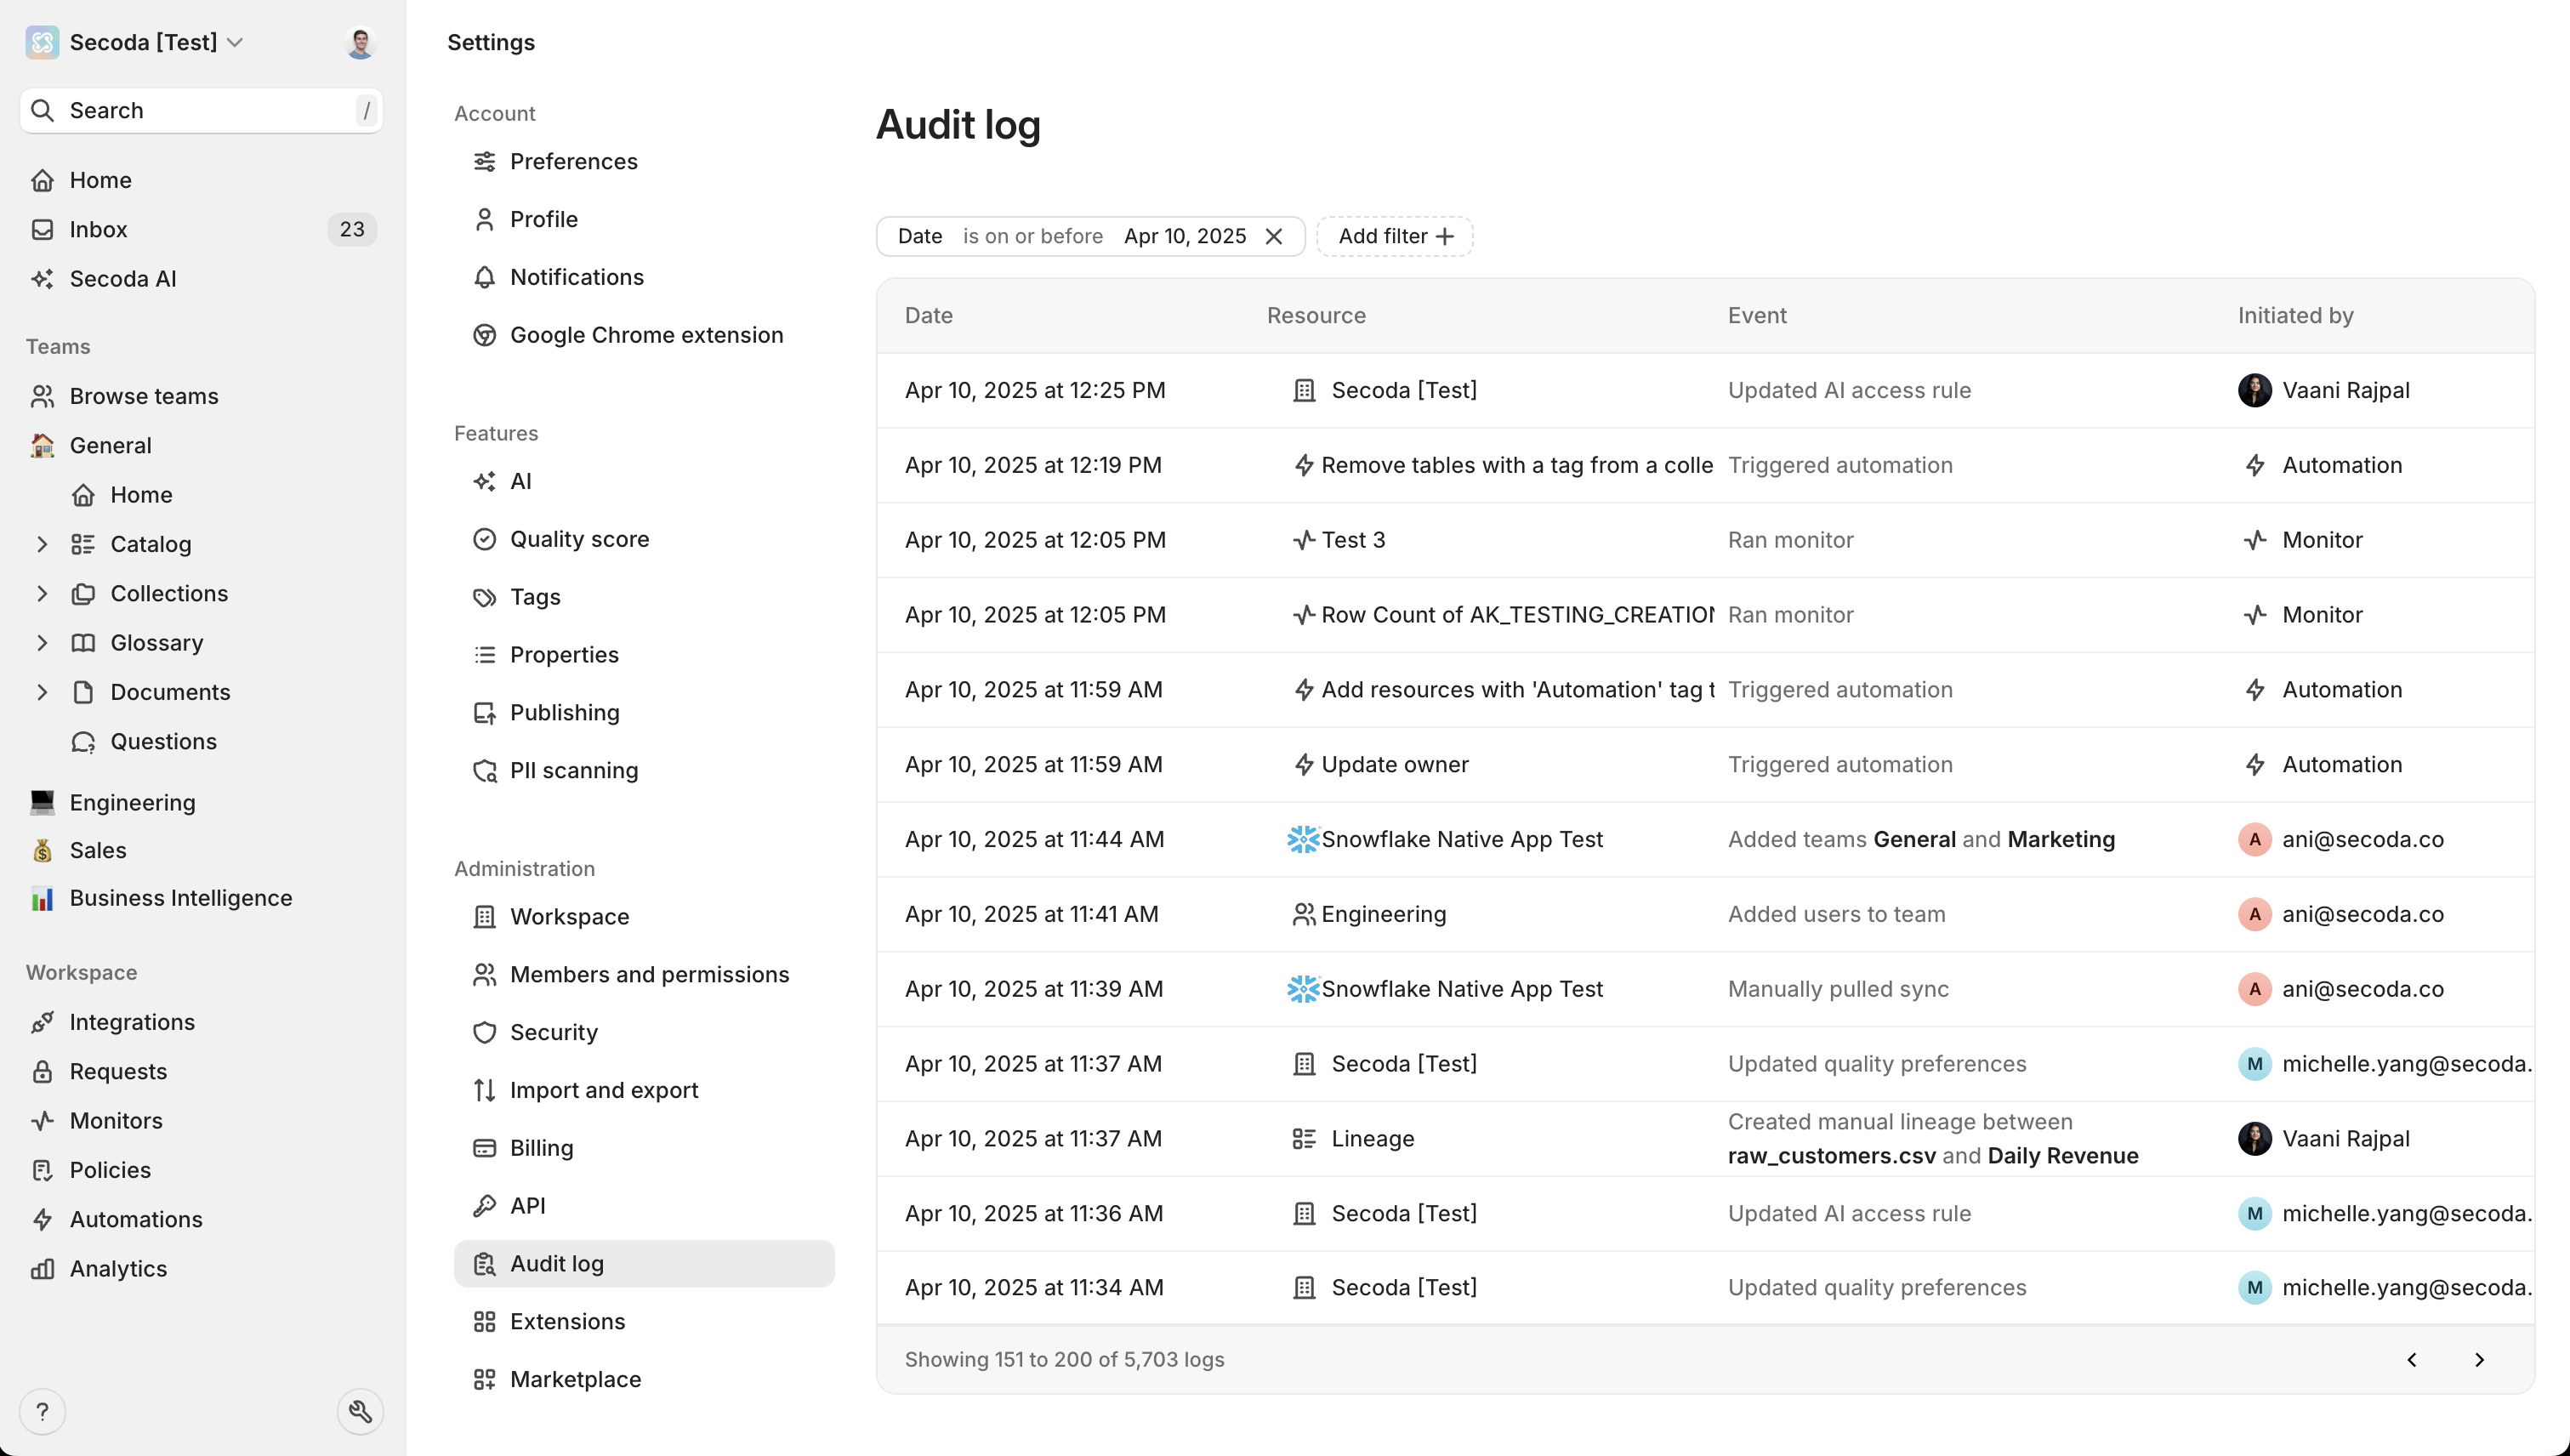 Secoda [Test]
Search /
Home
Inbox 23
Secoda AI
Teams
Browse teams
General
Home
Catalog
Collections
Glossary
Documents
Questions
Engineering
Sales
Business Intelligence
Workspace
Integrations
Requests
Monitors
Policies
Automations
Analytics
?
Settings
Account
Preferences
Profile
Notifications
Google Chrome extension
Features
AI
Quality score
Tags
Properties
Publishing
PII scanning
Administration
Workspace
Members and permissions
Security
Import and export
Billing
API
Audit log
Extensions
Marketplace
Audit log
Date is on or before Apr 10, 2025 Add filter
Date Resource Event Initiated by
Apr 10, 2025 at 12:25 PM Secoda [Test] Updated AI access rule Vaani Rajpal
Apr 10, 2025 at 12:19 PM Remove tables with a tag from a colle Triggered automation Automation
Apr 10, 2025 at 12:05 PM Test 3 Ran monitor Monitor
Apr 10, 2025 at 12:05 PM Row Count of AK_TESTING_CREATION Ran monitor Monitor
Apr 10, 2025 at 11:59 AM Add resources with 'Automation' tag t Triggered automation Automation
Apr 10, 2025 at 11:59 AM Update owner Triggered automation Automation
Apr 10, 2025 at 11:44 AM Snowflake Native App Test Added teams General and Marketing A ani@secoda.co
Apr 10, 2025 at 11:41 AM Engineering Added users to team A ani@secoda.co
Apr 10, 2025 at 11:39 AM Snowflake Native App Test Manually pulled sync A ani@secoda.co
Apr 10, 2025 at 11:37 AM Secoda [Test] Updated quality preferences M michelle.yang@secoda.
Apr 10, 2025 at 11:37 AM Lineage Created manual lineage between
raw_customers.csv and Daily Revenue Vaani Rajpal
Apr 10, 2025 at 11:36 AM Secoda [Test] Updated AI access rule M michelle.yang@secoda.
Apr 10, 2025 at 11:34 AM Secoda [Test] Updated quality preferences M michelle.yang@secoda.
Showing 151 to 200 of 5,703 logs